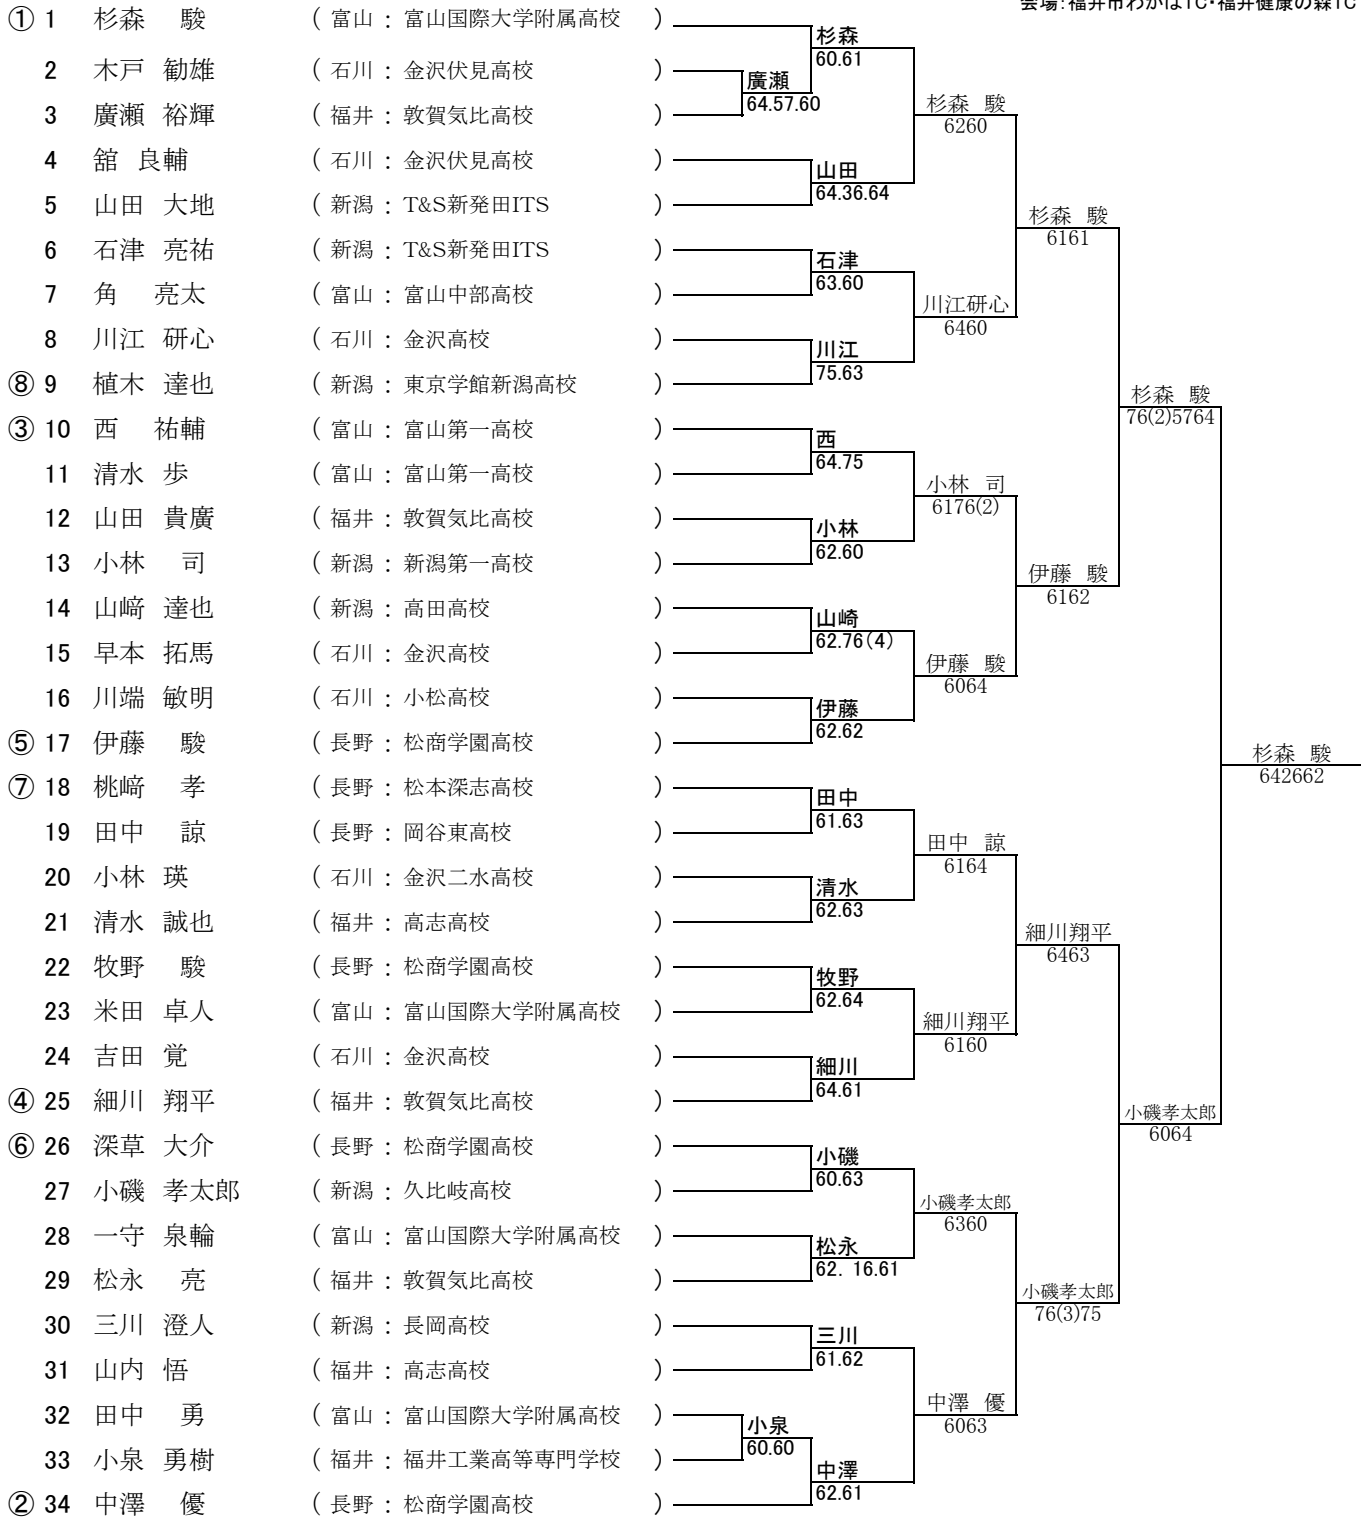 会場：福井市わかばTC・福井健康の森TC
① 1 杉森 駿 （ 富山 ： 富山国際大学附属高校 ）
2 木戸 勧雄 （ 石川 ： 金沢伏見高校 ）
3 廣瀬 裕輝 （ 福井 ： 敦賀気比高校 ）
4 舘 良輔 （ 石川 ： 金沢伏見高校 ）
5 山田 大地 （ 新潟 ： T&S新発田ITS ）
6 石津 亮祐 （ 新潟 ： T&S新発田ITS ）
7 角 亮太 （ 富山 ： 富山中部高校 ）
8 川江 研心 （ 石川 ： 金沢高校 ）
⑧ 9 植木 達也 （ 新潟 ： 東京学館新潟高校 ）
③ 10 西 祐輔 （ 富山 ： 富山第一高校 ）
11 清水 歩 （ 富山 ： 富山第一高校 ）
12 山田 貴廣 （ 福井 ： 敦賀気比高校 ）
13 小林 司 （ 新潟 ： 新潟第一高校 ）
14 山﨑 達也 （ 新潟 ： 高田高校 ）
15 早本 拓馬 （ 石川 ： 金沢高校 ）
16 川端 敏明 （ 石川 ： 小松高校 ）
⑤ 17 伊藤 駿 （ 長野 ： 松商学園高校 ）
⑦ 18 桃﨑 孝 （ 長野 ： 松本深志高校 ）
19 田中 諒 （ 長野 ： 岡谷東高校 ）
20 小林 瑛 （ 石川 ： 金沢二水高校 ）
21 清水 誠也 （ 福井 ： 高志高校 ）
22 牧野 駿 （ 長野 ： 松商学園高校 ）
23 米田 卓人 （ 富山 ： 富山国際大学附属高校 ）
24 吉田 覚 （ 石川 ： 金沢高校 ）
④ 25 細川 翔平 （ 福井 ： 敦賀気比高校 ）
⑥ 26 深草 大介 （ 長野 ： 松商学園高校 ）
27 小磯 孝太郎 （ 新潟 ： 久比岐高校 ）
28 一守 泉輪 （ 富山 ： 富山国際大学附属高校 ）
29 松永 亮 （ 福井 ： 敦賀気比高校 ）
30 三川 澄人 （ 新潟 ： 長岡高校 ）
31 山内 悟 （ 福井 ： 高志高校 ）
32 田中 勇 （ 富山 ： 富山国際大学附属高校 ）
33 小泉 勇樹 （ 福井 ： 福井工業高等専門学校 ）
② 34 中澤 優 （ 長野 ： 松商学園高校 ）
廣瀬
64.57.60
小泉
60.60
杉森
60.61
山田
64.36.64
石津
63.60
川江
75.63
西
64.75
小林
62.60
山崎
62.76(4)
伊藤
62.62
田中
61.63
清水
62.63
牧野
62.64
細川
64.61
小磯
60.63
松永
62. 16.61
三川
61.62
中澤
62.61
杉森 駿
6260
川江研心
6460
小林 司
6176(2)
伊藤 駿
6064
田中 諒
6164
細川翔平
6160
小磯孝太郎
6360
中澤 優
6063
杉森 駿
6161
伊藤 駿
6162
細川翔平
6463
小磯孝太郎
76(3)75
杉森 駿
76(2)5764
小磯孝太郎
6064
杉森 駿
642662